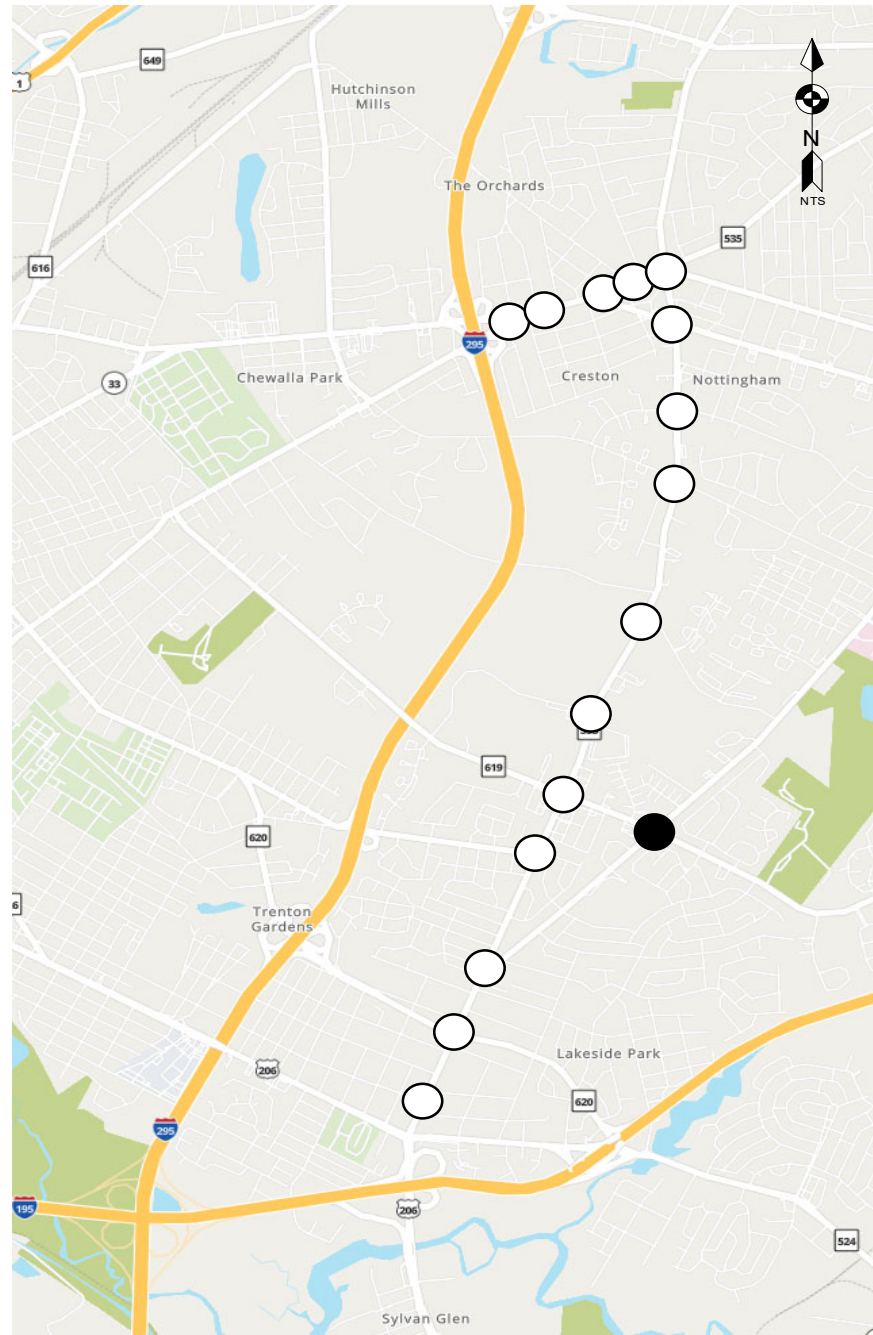 649
1
Hutchinson
Mills
N
NTS
The Orchards
535
616
295
33
Chewalla Park
Creston
Nottingham
619
620
6
Trenton
Gardens
206
Lakeside Park
620
295
195
206
524
Sylvan Glen